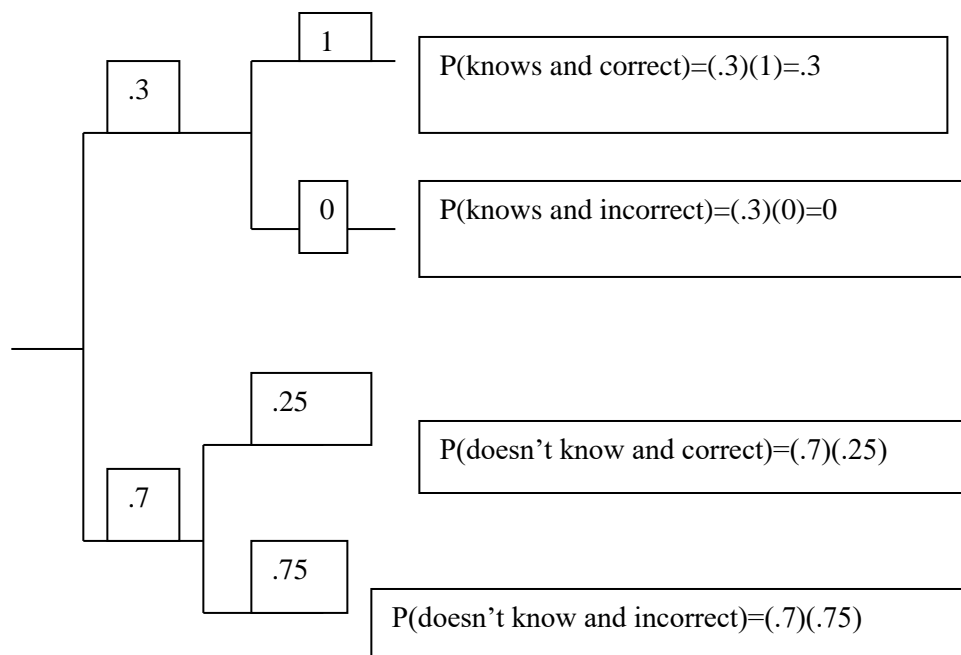 1
P(knows and correct)=(.3)(1)=.3
.3
0
P(knows and incorrect)=(.3)(0)=0
.25
P(doesn’t know and correct)=(.7)(.25)
.7
.75
P(doesn’t know and incorrect)=(.7)(.75)